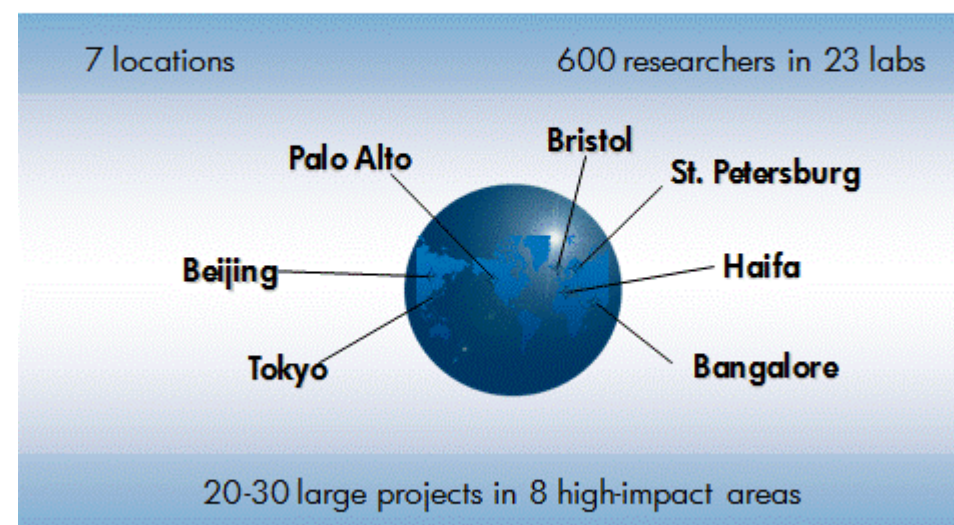 7 locations
600 researchers in 23 labs
Bristol
Palo Alto
St. Petersburg
Beijing
Haifa
Tokyo
Bangalore
20-30 large projects in 8 high-impact areas